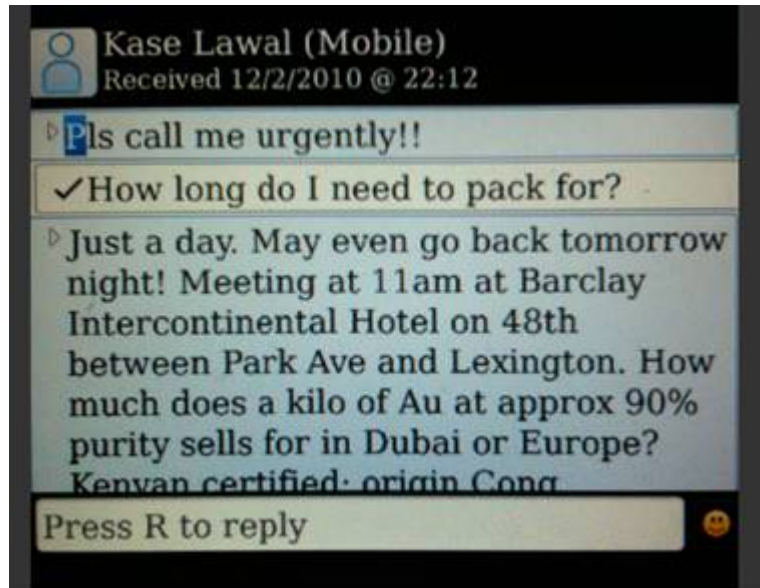 Kase Lawal (Mobile)
Received 12/2/2010 @ 22:12
Pls call me urgently!!
✓How long do I need to pack for?
Just a day. May even go back tomorrow
night! Meeting at 11am at Barclay
Intercontinental Hotel on 48th
between Park Ave and Lexington. How
much does a kilo of Au at approx 90%
purity sells for in Dubai or Europe?
Kenyan certified; origin Cong
Press R to reply